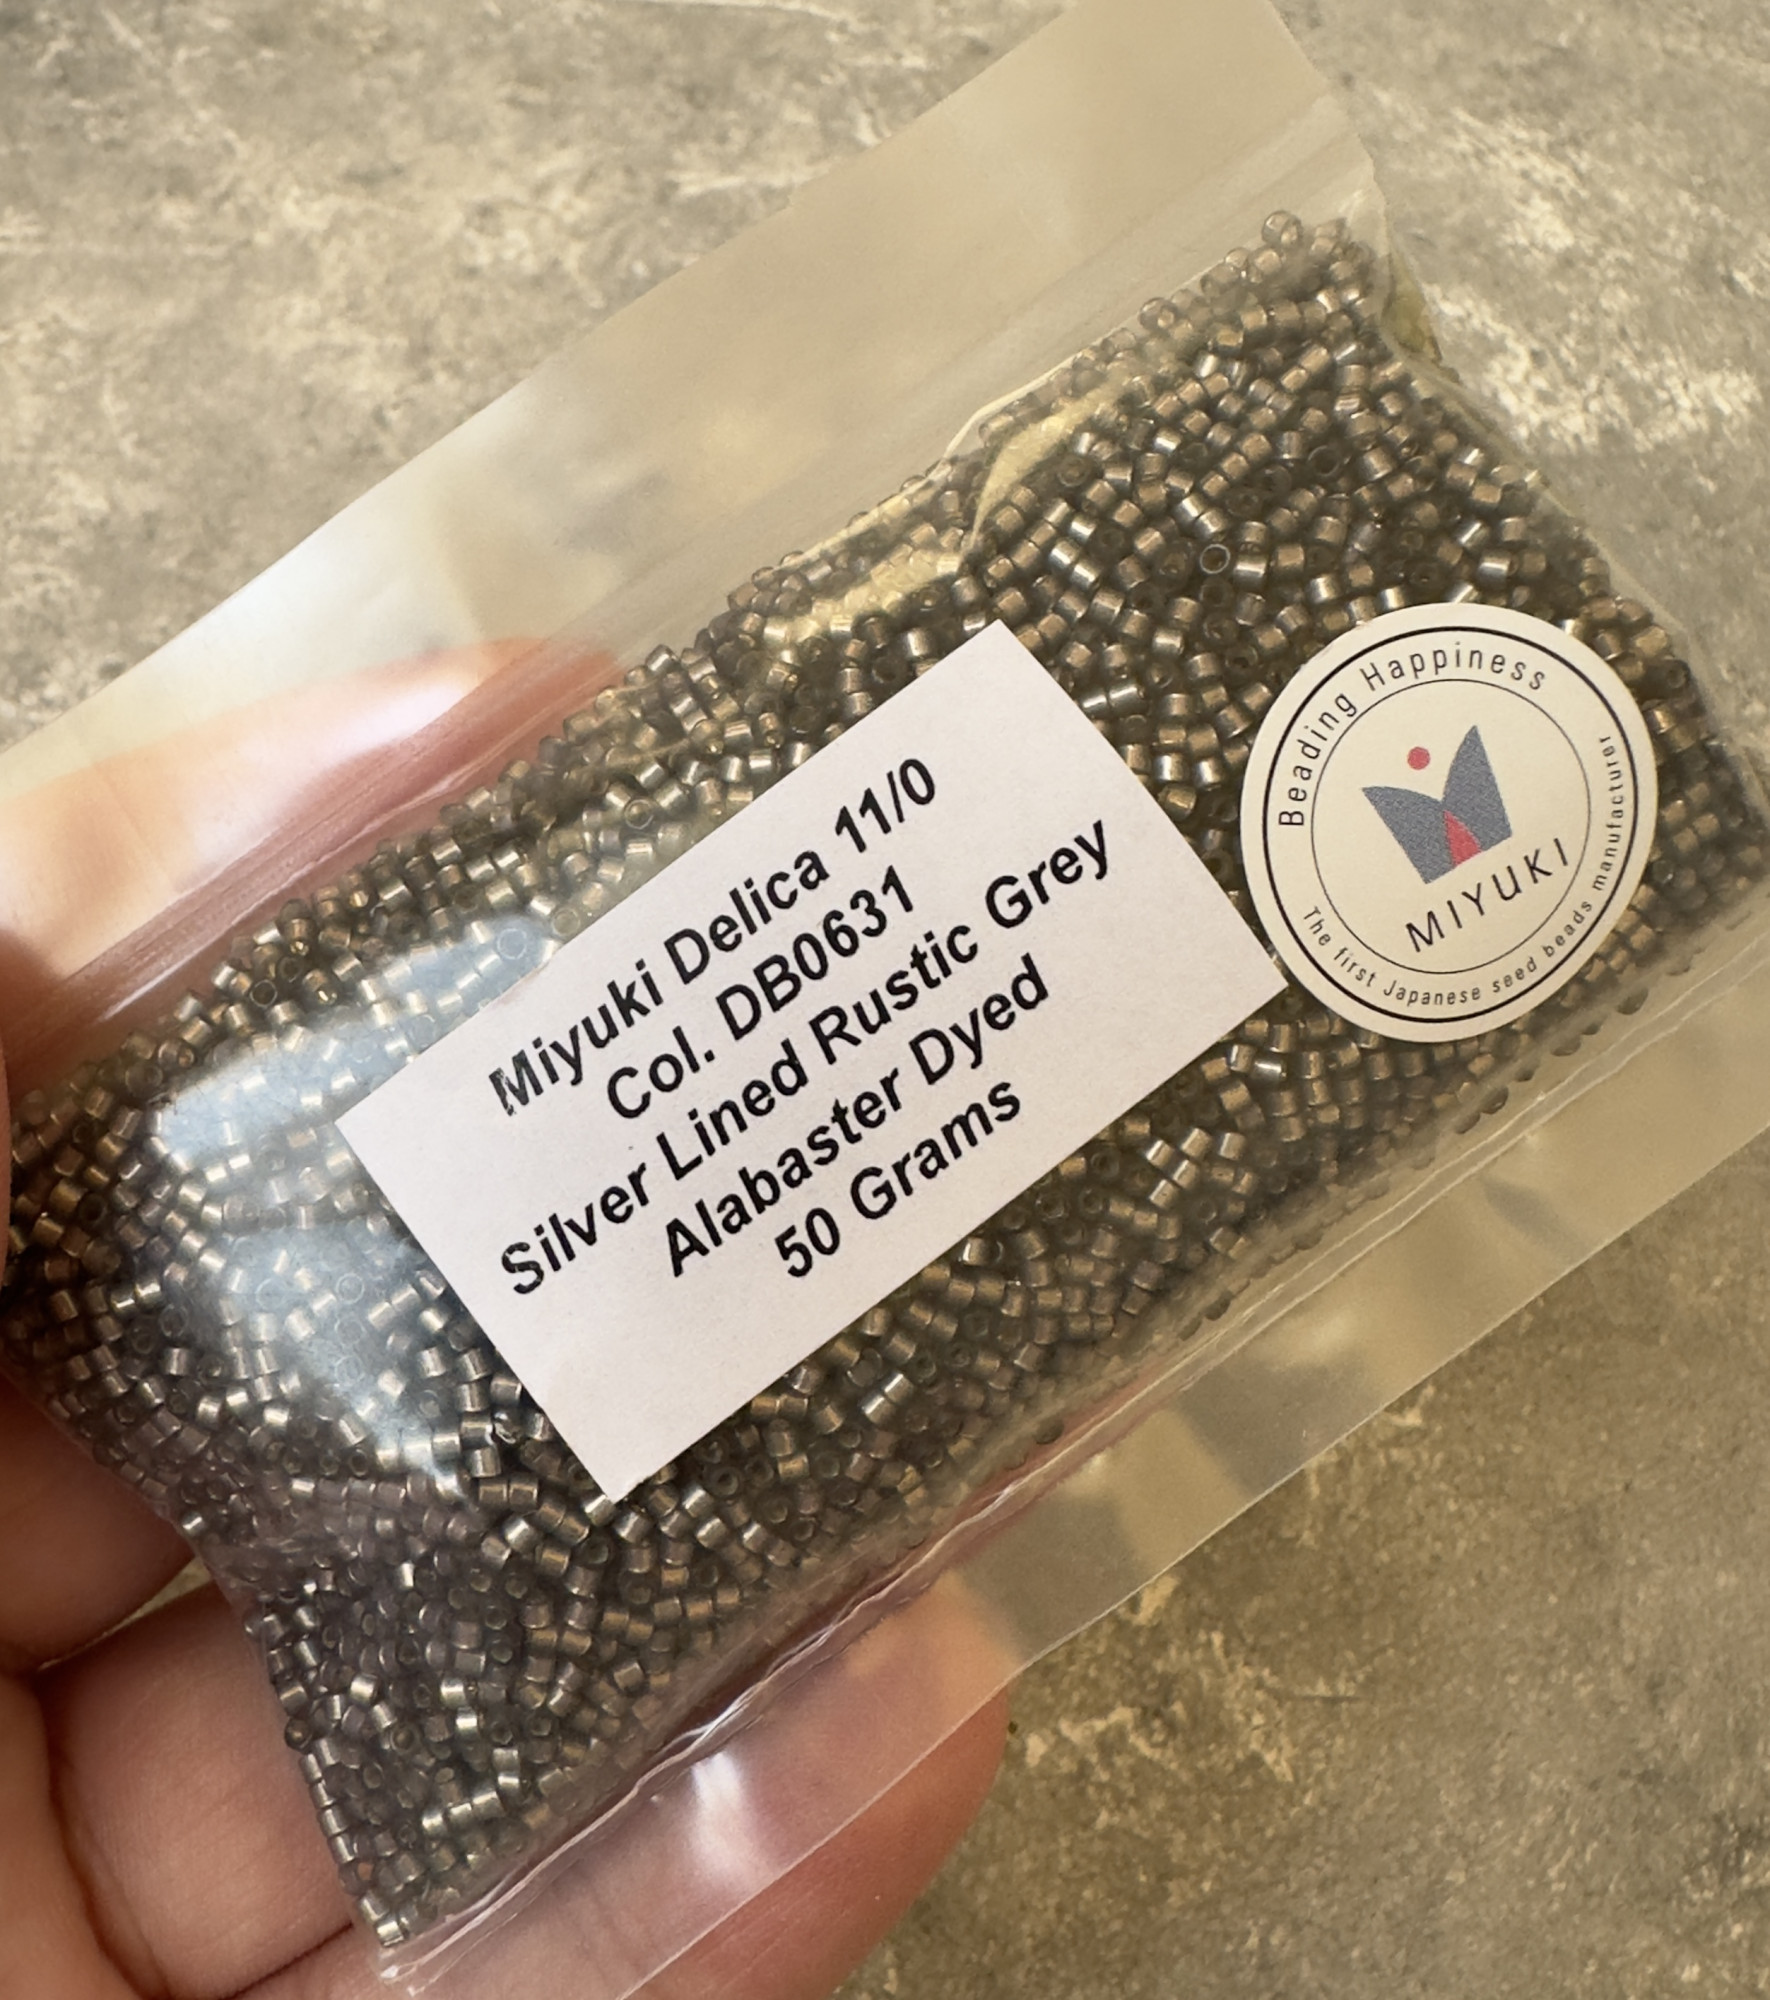 Miyuki Delica 11/0
Col. DB0631
Silver Lined Rustic Grey
Alabaster Dyed
50 Grams
Beading Happiness
MIYUKI
The first Japanese seed beads manufacturer